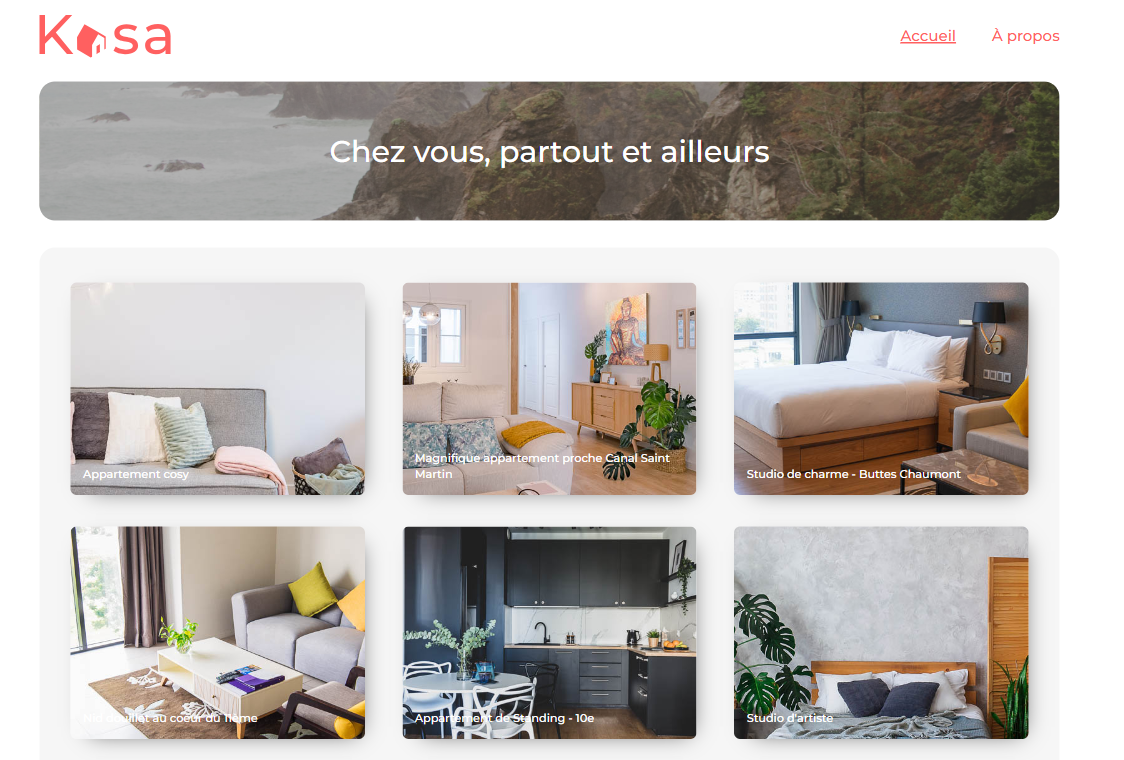 Kasa
Accueil
À propos
Chez vous, partout et ailleurs
Appartement cosy
Magnifique appartement proche Canal Saint
Martin
Studio de charme - Buttes Chaumont
Nid douillet au coeur du 11ème
Appartement de Standing - 10e
Studio d'artiste